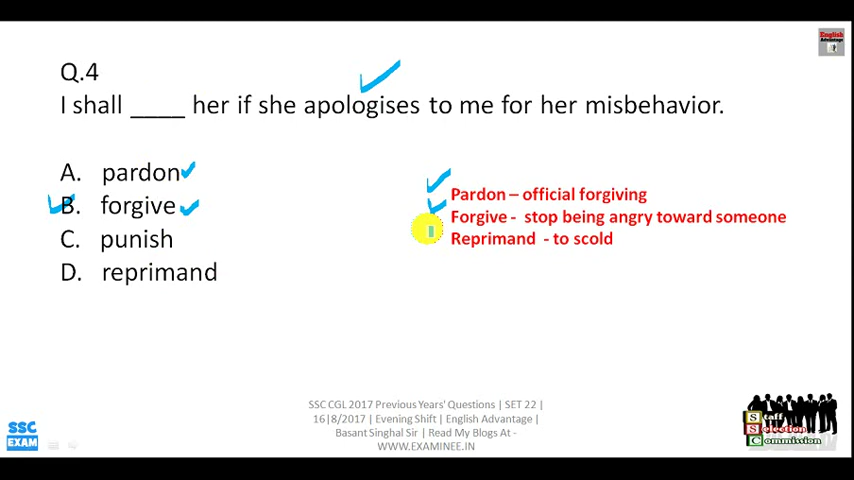 English
Advantage
Q.4
I shall ____ her if she apologises to me for her misbehavior.
A. pardon
B. forgive
C. punish
D. reprimand
Pardon – official forgiving
Forgive - stop being angry toward someone
Reprimand - to scold
SSC CGL 2017 Previous Years' Questions | SET 22 |
16|8/2017 | Evening Shift | English Advantage |
Basant Singhal Sir | Read My Blogs At -
WWW.EXAMINEE.IN
SSC
EXAM
Staff
Selection
Commission